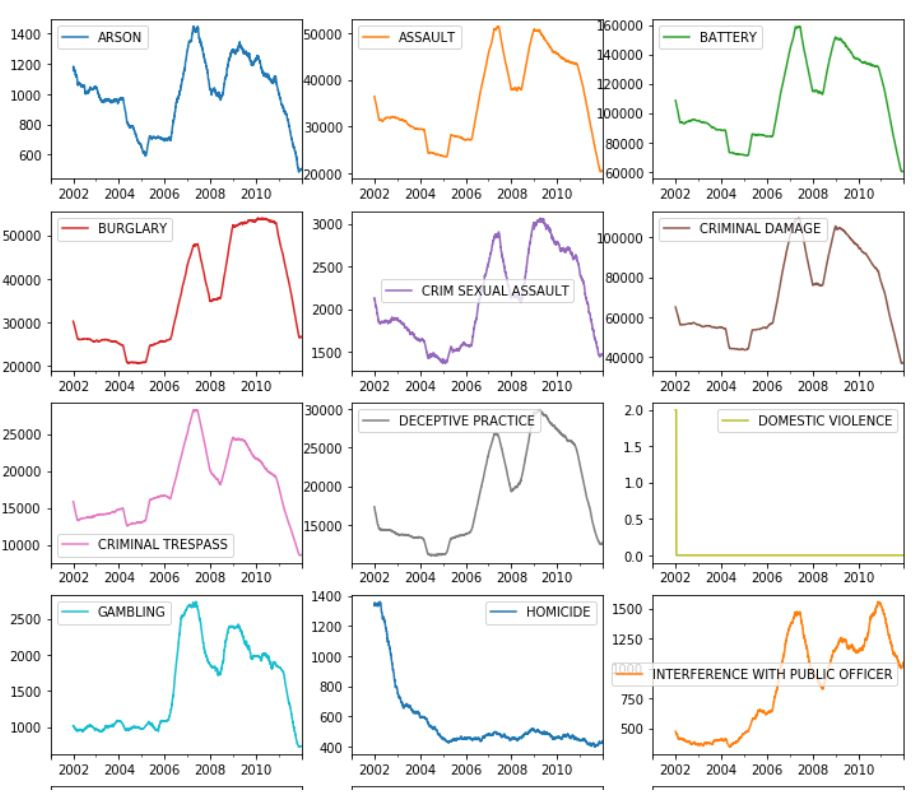 ARSON
1400
1200
1000
800
600
2002 2004 2006 2008 2010
ASSAULT
50000
40000
30000
20000
2002 2004 2006 2008 2010
BATTERY
160000
140000
120000
100000
80000
60000
2002 2004 2006 2008 2010
BURGLARY
50000
40000
30000
20000
2002 2004 2006 2008 2010
CRIM SEXUAL ASSAULT
3000
2500
2000
1500
2002 2004 2006 2008 2010
CRIMINAL DAMAGE
100000
80000
60000
40000
2002 2004 2006 2008 2010
CRIMINAL TRESPASS
25000
20000
15000
10000
2002 2004 2006 2008 2010
DECEPTIVE PRACTICE
30000
25000
20000
15000
2002 2004 2006 2008 2010
DOMESTIC VIOLENCE
2.0
1.5
1.0
0.5
0.0
2002 2004 2006 2008 2010
GAMBLING
2500
2000
1500
1000
2002 2004 2006 2008 2010
HOMICIDE
1400
1200
1000
800
600
400
2002 2004 2006 2008 2010
INTERFERENCE WITH PUBLIC OFFICER
1500
1250
1000
750
500
2002 2004 2006 2008 2010